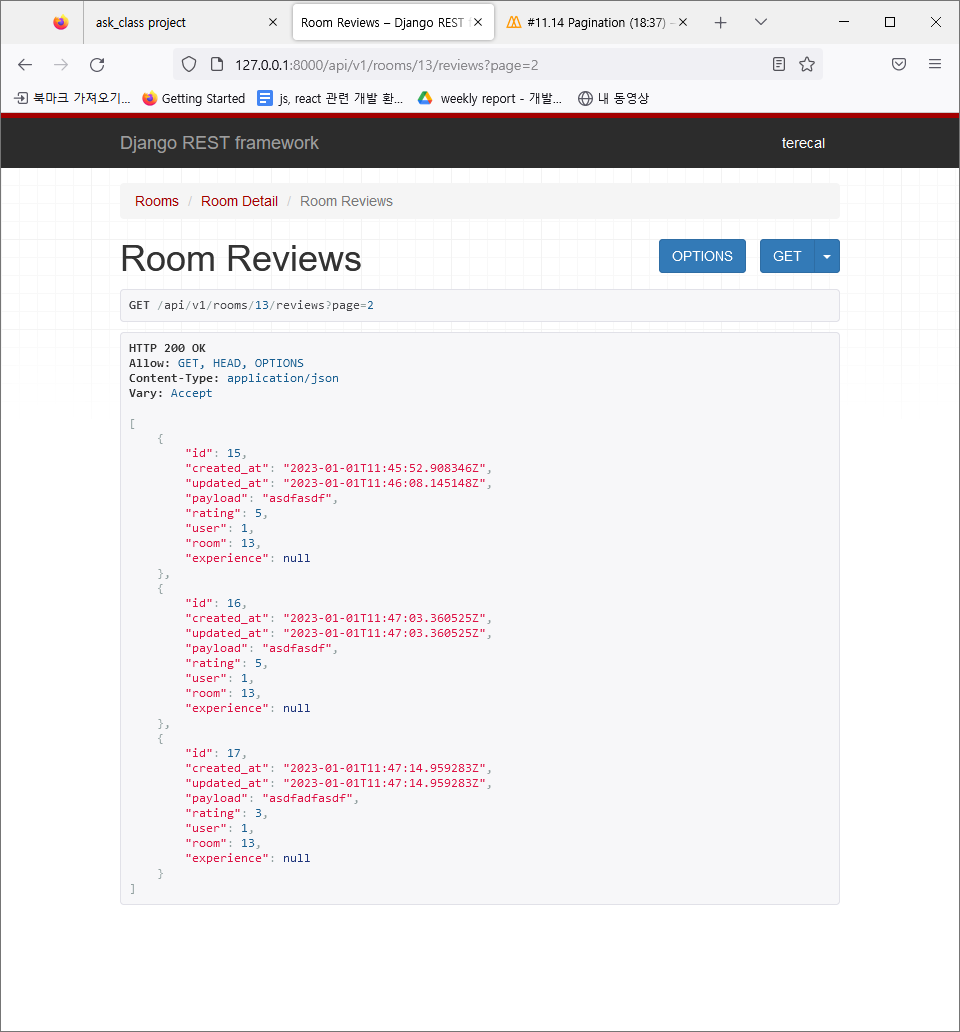 ask_class project
Room Reviews – Django REST
#11.14 Pagination (18:37) –
127.0.0.1:8000/api/v1/rooms/13/reviews?page=2
북마크 가져오기... Getting Started js, react 관련 개발 환... weekly report - 개발... 내 동영상
Django REST framework terecal
Rooms / Room Detail / Room Reviews
Room Reviews OPTIONS GET
GET /api/v1/rooms/13/reviews?page=2
HTTP 200 OK
Allow: GET, HEAD, OPTIONS
Content-Type: application/json
Vary: Accept
[
    {
        "id": 15,
        "created_at": "2023-01-01T11:45:52.908346Z",
        "updated_at": "2023-01-01T11:46:08.145148Z",
        "payload": "asdfasdf",
        "rating": 5,
        "user": 1,
        "room": 13,
        "experience": null
    },
    {
        "id": 16,
        "created_at": "2023-01-01T11:47:03.360525Z",
        "updated_at": "2023-01-01T11:47:03.360525Z",
        "payload": "asdfasdf",
        "rating": 5,
        "user": 1,
        "room": 13,
        "experience": null
    },
    {
        "id": 17,
        "created_at": "2023-01-01T11:47:14.959283Z",
        "updated_at": "2023-01-01T11:47:14.959283Z",
        "payload": "asdfadfasdf",
        "rating": 3,
        "user": 1,
        "room": 13,
        "experience": null
    }
]